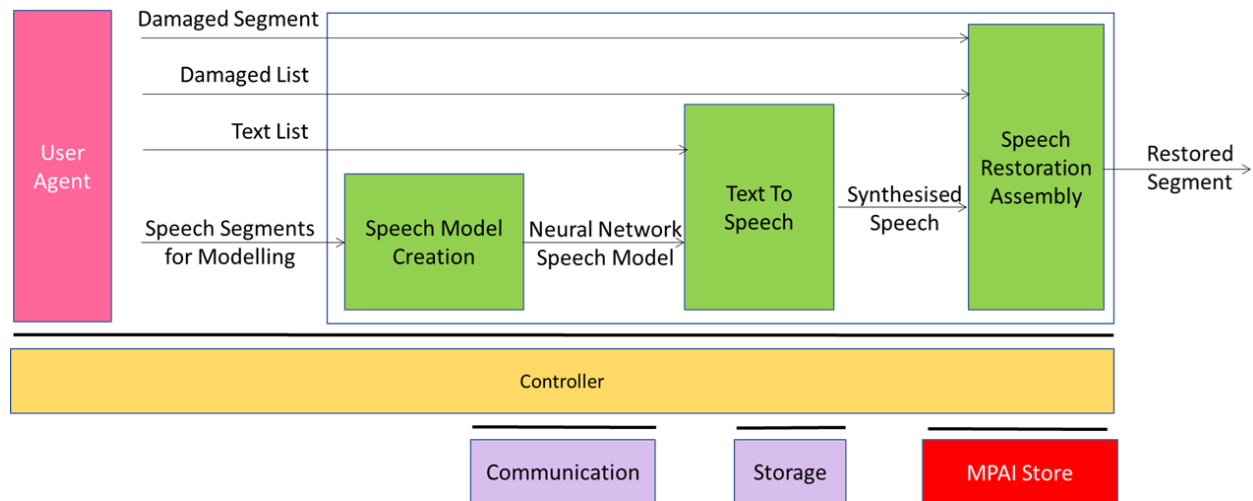 Damaged Segment
Damaged List
Text List
User
Agent
Speech Segments
for Modelling
Speech Model
Creation
Neural Network
Speech Model
Text To
Speech
Synthesised
Speech
Speech
Restoration
Assembly
Restored
Segment
Controller
Communication
Storage
MPAI Store